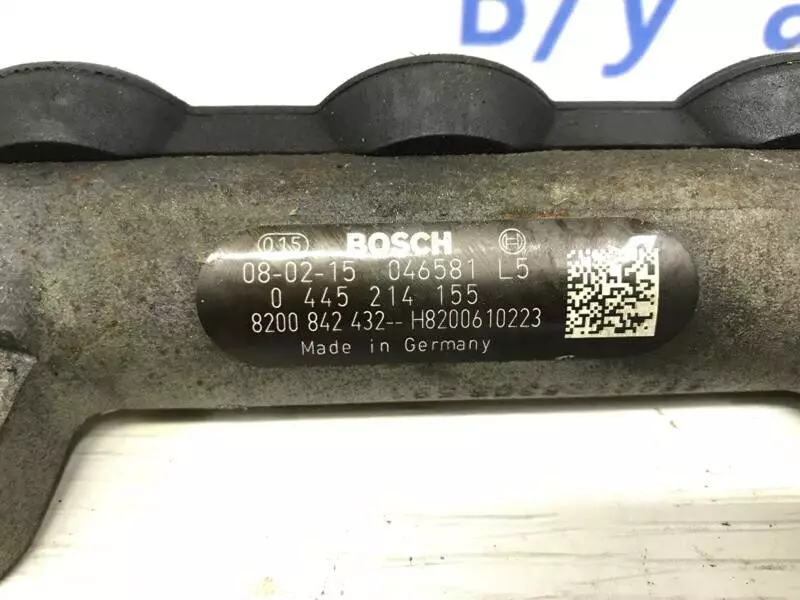 Б/у а
015 BOSCH
08-02-15 046581 L5
0 445 214 155
8200 842 432-- H8200610223
Made in Germany